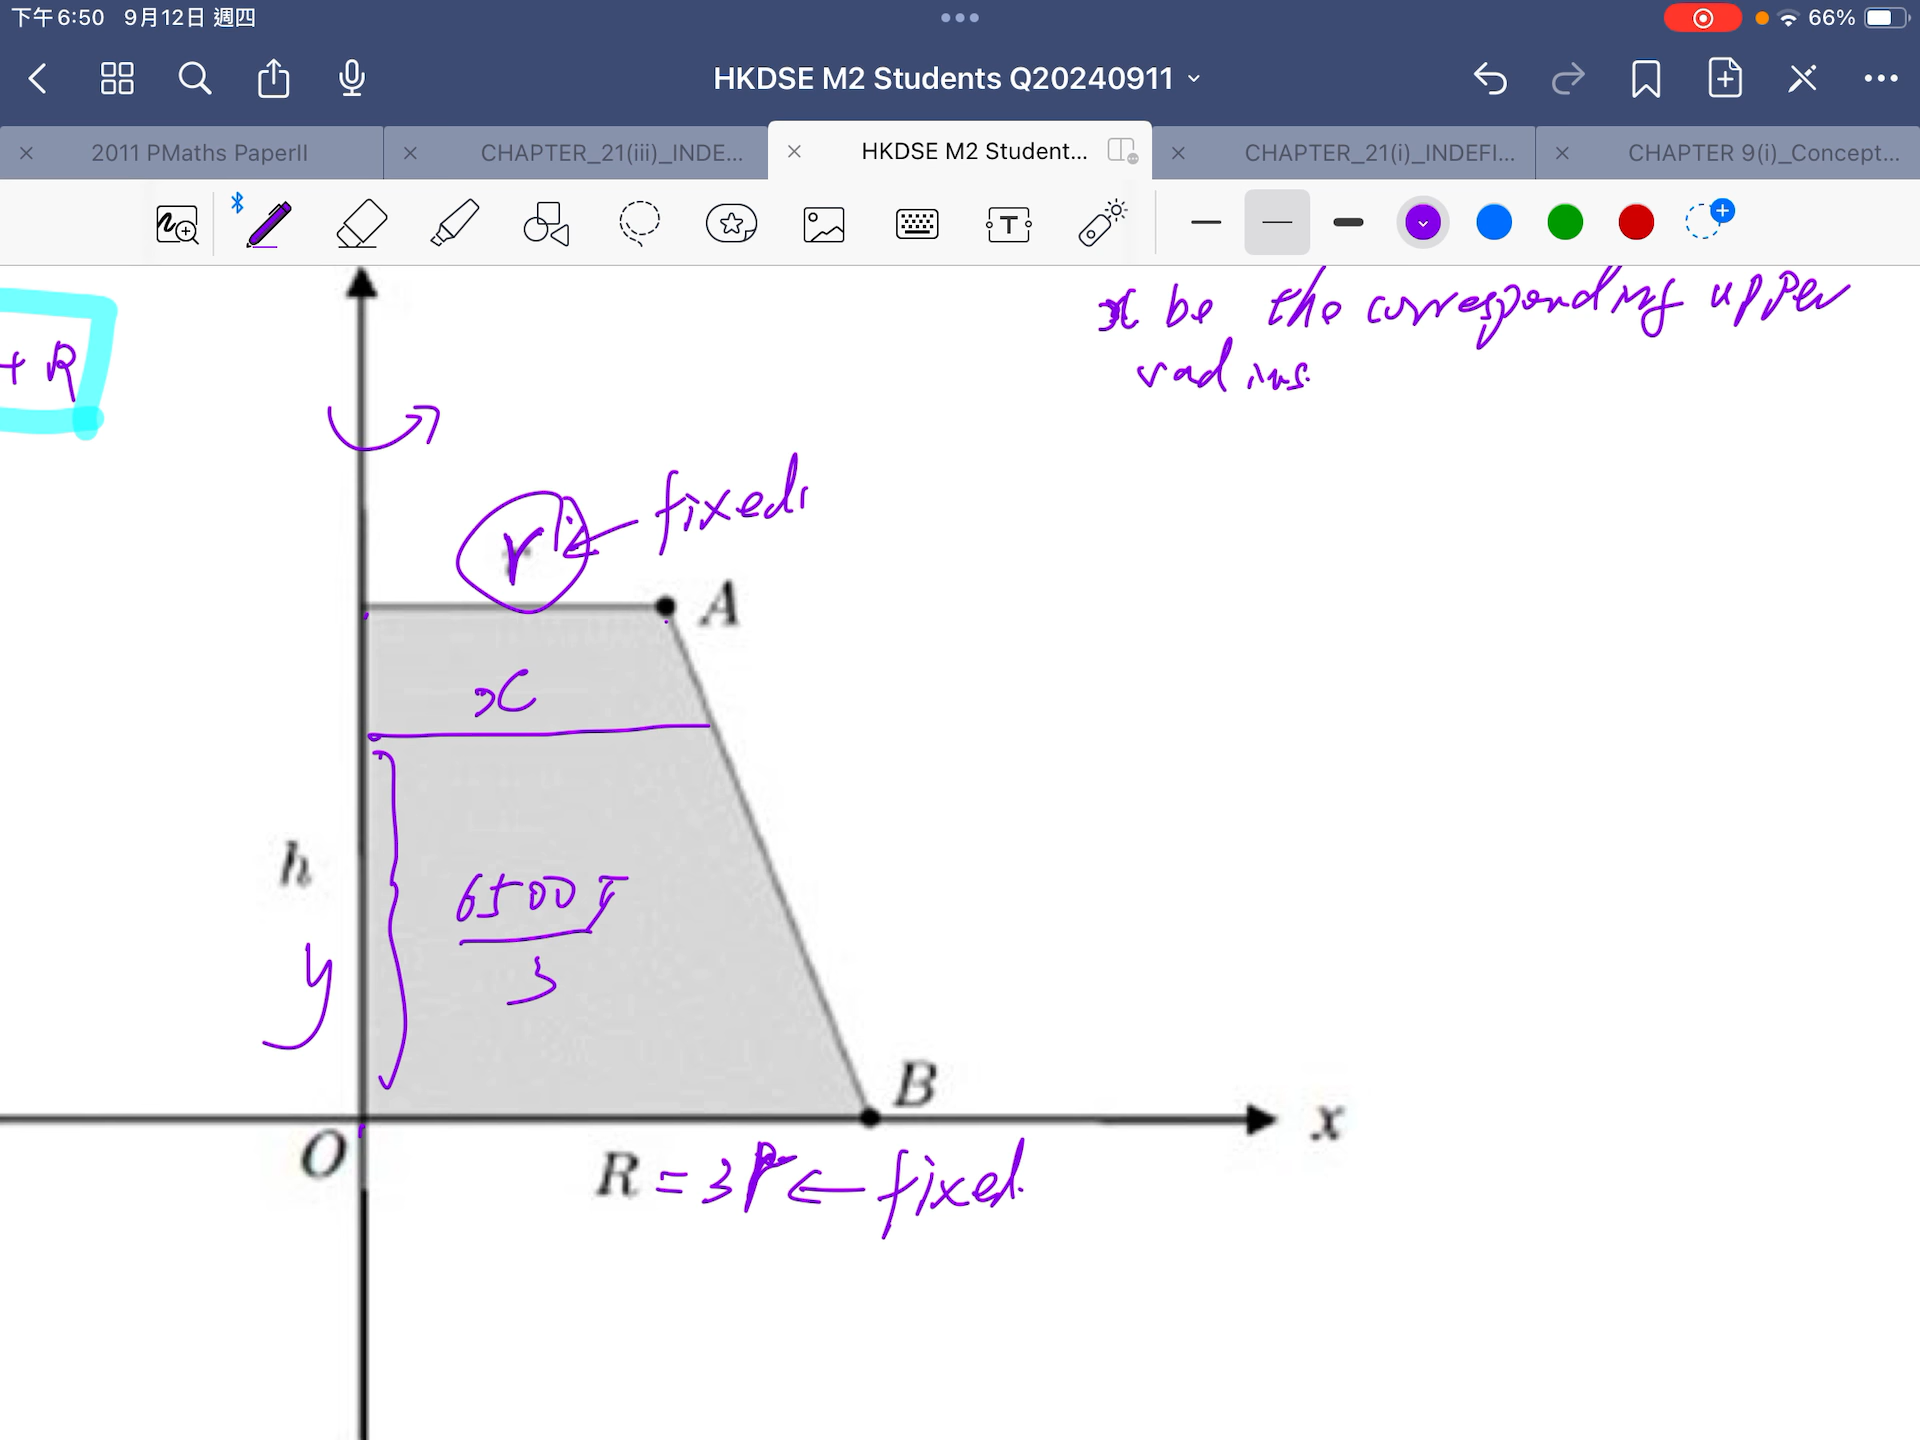 下午6:50 9月12日 週四
66%
HKDSE M2 Students Q20240911
2011 PMaths PaperII
CHAPTER_21(iii)_INDE...
HKDSE M2 Student...
CHAPTER_21(i)_INDEFI...
CHAPTER 9(i)_Concept...
x be the corresponding upper
radius.
+ R
r ← fixed.
A
x
h
6500π
3
y
B
O
x
R = 3r ← fixed.